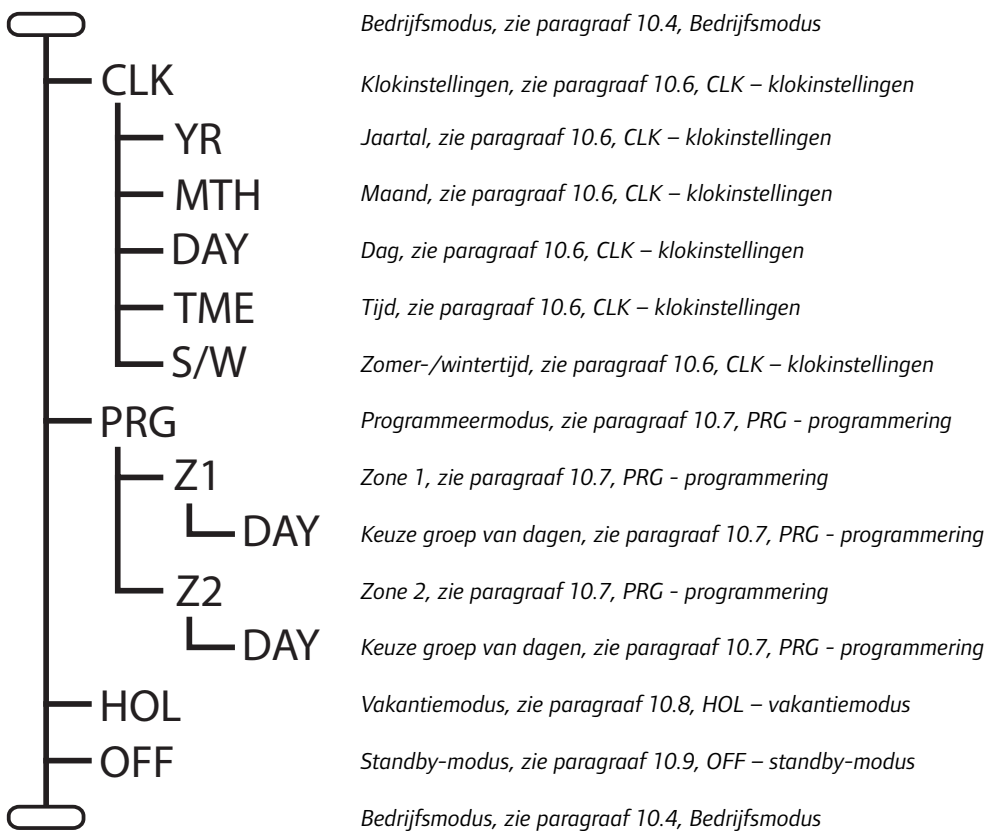 Bedrijfsmodus, zie paragraaf 10.4, Bedrijfsmodus
CLK Klokinstellingen, zie paragraaf 10.6, CLK – klokinstellingen
YR Jaartal, zie paragraaf 10.6, CLK – klokinstellingen
MTH Maand, zie paragraaf 10.6, CLK – klokinstellingen
DAY Dag, zie paragraaf 10.6, CLK – klokinstellingen
TME Tijd, zie paragraaf 10.6, CLK – klokinstellingen
S/W Zomer-/wintertijd, zie paragraaf 10.6, CLK – klokinstellingen
PRG Programmeermodus, zie paragraaf 10.7, PRG - programmering
Z1 Zone 1, zie paragraaf 10.7, PRG - programmering
DAY Keuze groep van dagen, zie paragraaf 10.7, PRG - programmering
Z2 Zone 2, zie paragraaf 10.7, PRG - programmering
DAY Keuze groep van dagen, zie paragraaf 10.7, PRG - programmering
HOL Vakantiemodus, zie paragraaf 10.8, HOL – vakantiemodus
OFF Standby-modus, zie paragraaf 10.9, OFF – standby-modus
Bedrijfsmodus, zie paragraaf 10.4, Bedrijfsmodus